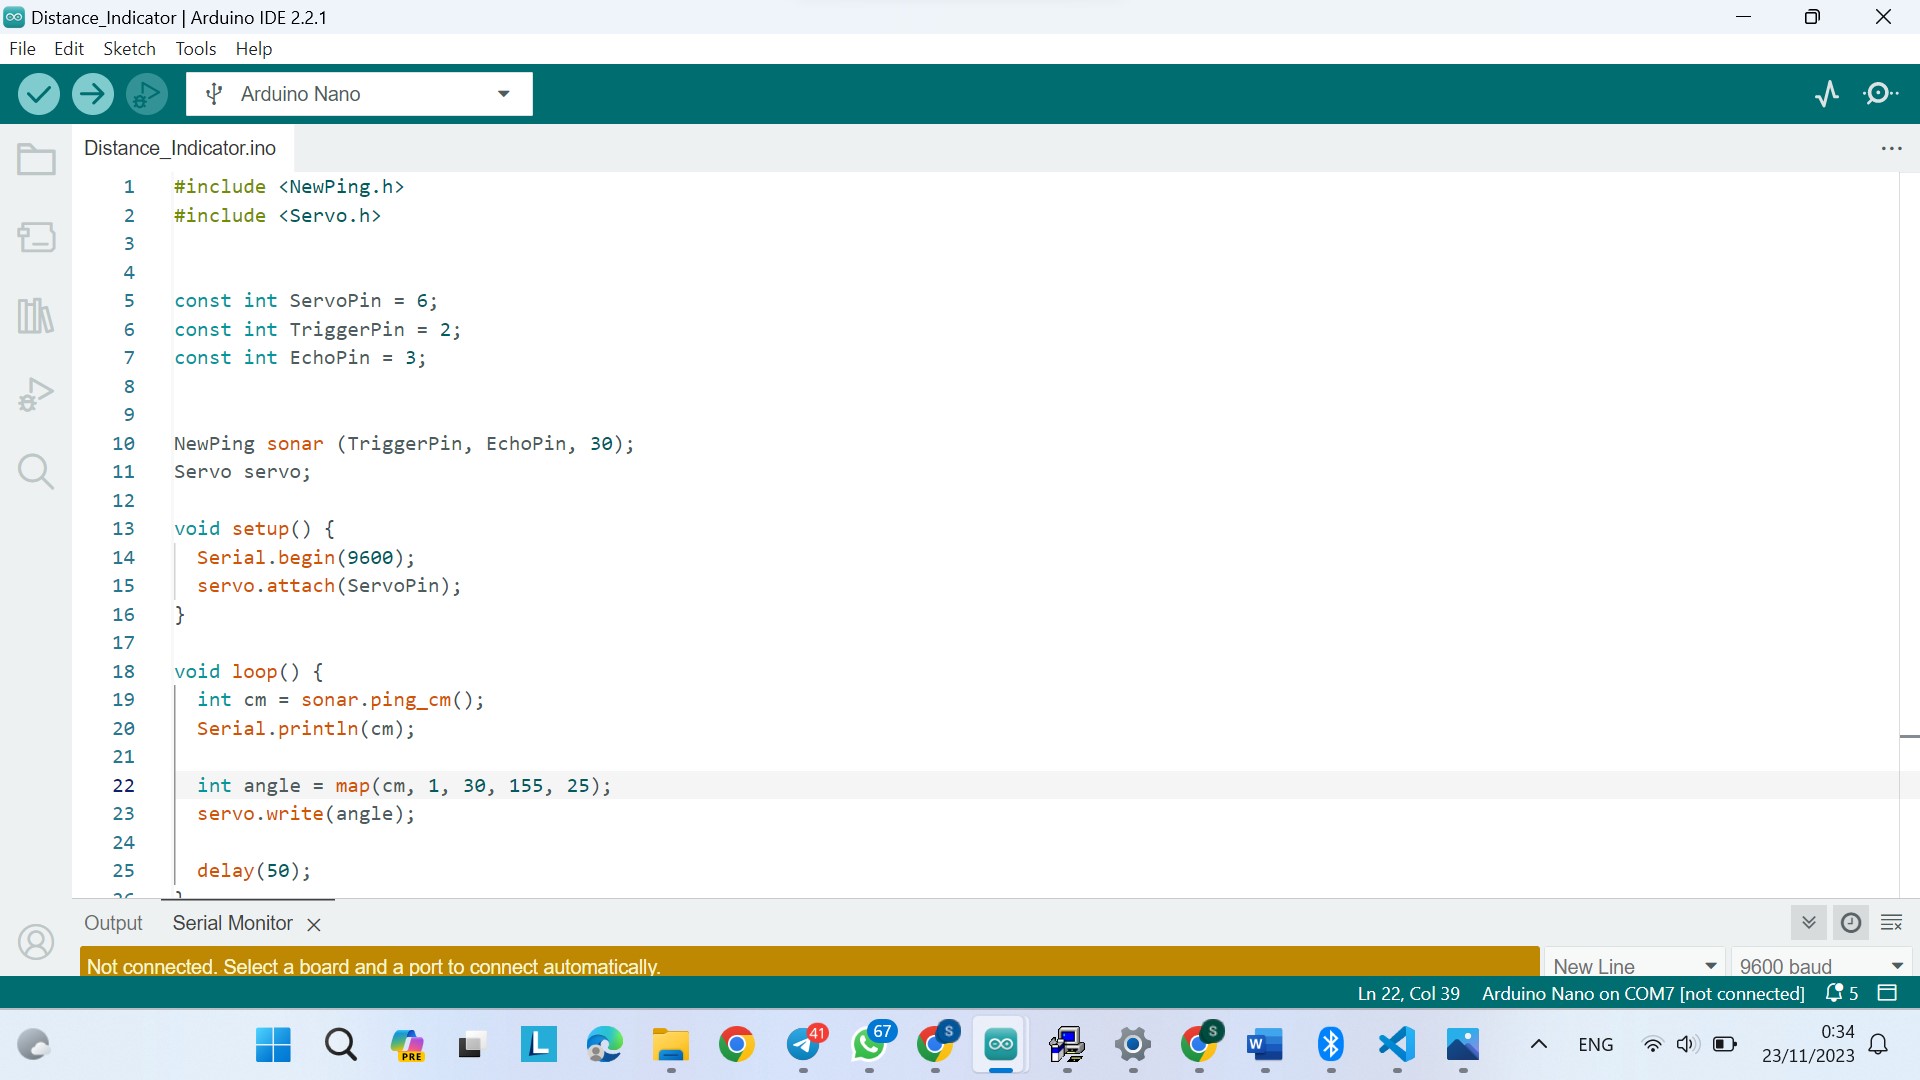 Distance_Indicator | Arduino IDE 2.2.1
File Edit Sketch Tools Help
Arduino Nano
Distance_Indicator.ino
1 #include <NewPing.h>
2 #include <Servo.h>
3
4
5 const int ServoPin = 6;
6 const int TriggerPin = 2;
7 const int EchoPin = 3;
8
9
10 NewPing sonar (TriggerPin, EchoPin, 30);
11 Servo servo;
12
13 void setup() {
14 Serial.begin(9600);
15 servo.attach(ServoPin);
16 }
17
18 void loop() {
19 int cm = sonar.ping_cm();
20 Serial.println(cm);
21
22 int angle = map(cm, 1, 30, 155, 25);
23 servo.write(angle);
24
25 delay(50);
26 }
Output Serial Monitor
Not connected. Select a board and a port to connect automatically.
New Line 9600 baud
Ln 22, Col 39 Arduino Nano on COM7 [not connected] 5
PRE L 41 67 S S W ENG
0:34
23/11/2023